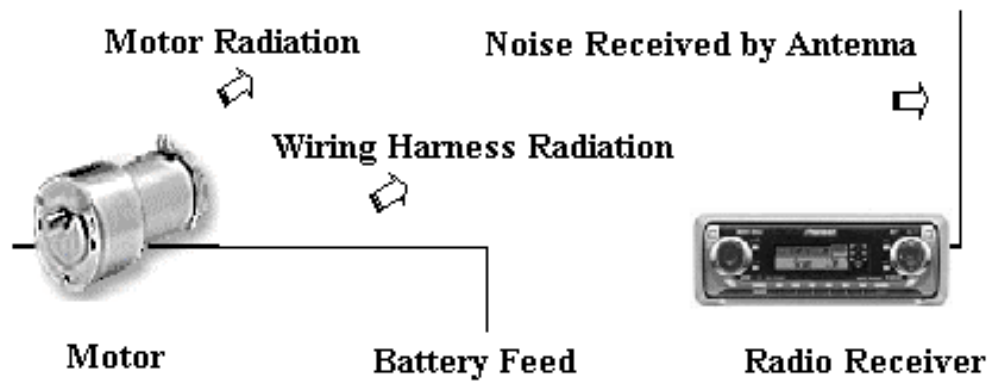 Motor Radiation
Noise Received by Antenna
Wiring Harness Radiation
Motor
Battery Feed
Radio Receiver